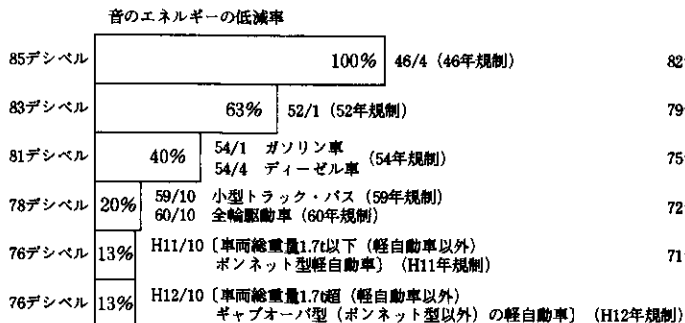 音のエネルギーの低減率
85デシベル 100% 46/4 (46年規制) 82
83デシベル 63% 52/1 (52年規制) 79
81デシベル 40% 54/1 ガソリン車
54/4 ディーゼル車 (54年規制) 75
78デシベル 20% 59/10 小型トラック・バス (59年規制)
60/10 全輪駆動車 (60年規制) 72
76デシベル 13% H11/10〔車両総重量1.7t以下 (軽自動車以外)
ボンネット型軽自動車〕 (H11年規制) 71
76デシベル 13% H12/10〔車両総重量1.7t超 (軽自動車以外)
キャブオーバ型 (ボンネット型以外) の軽自動車〕 (H12年規制)